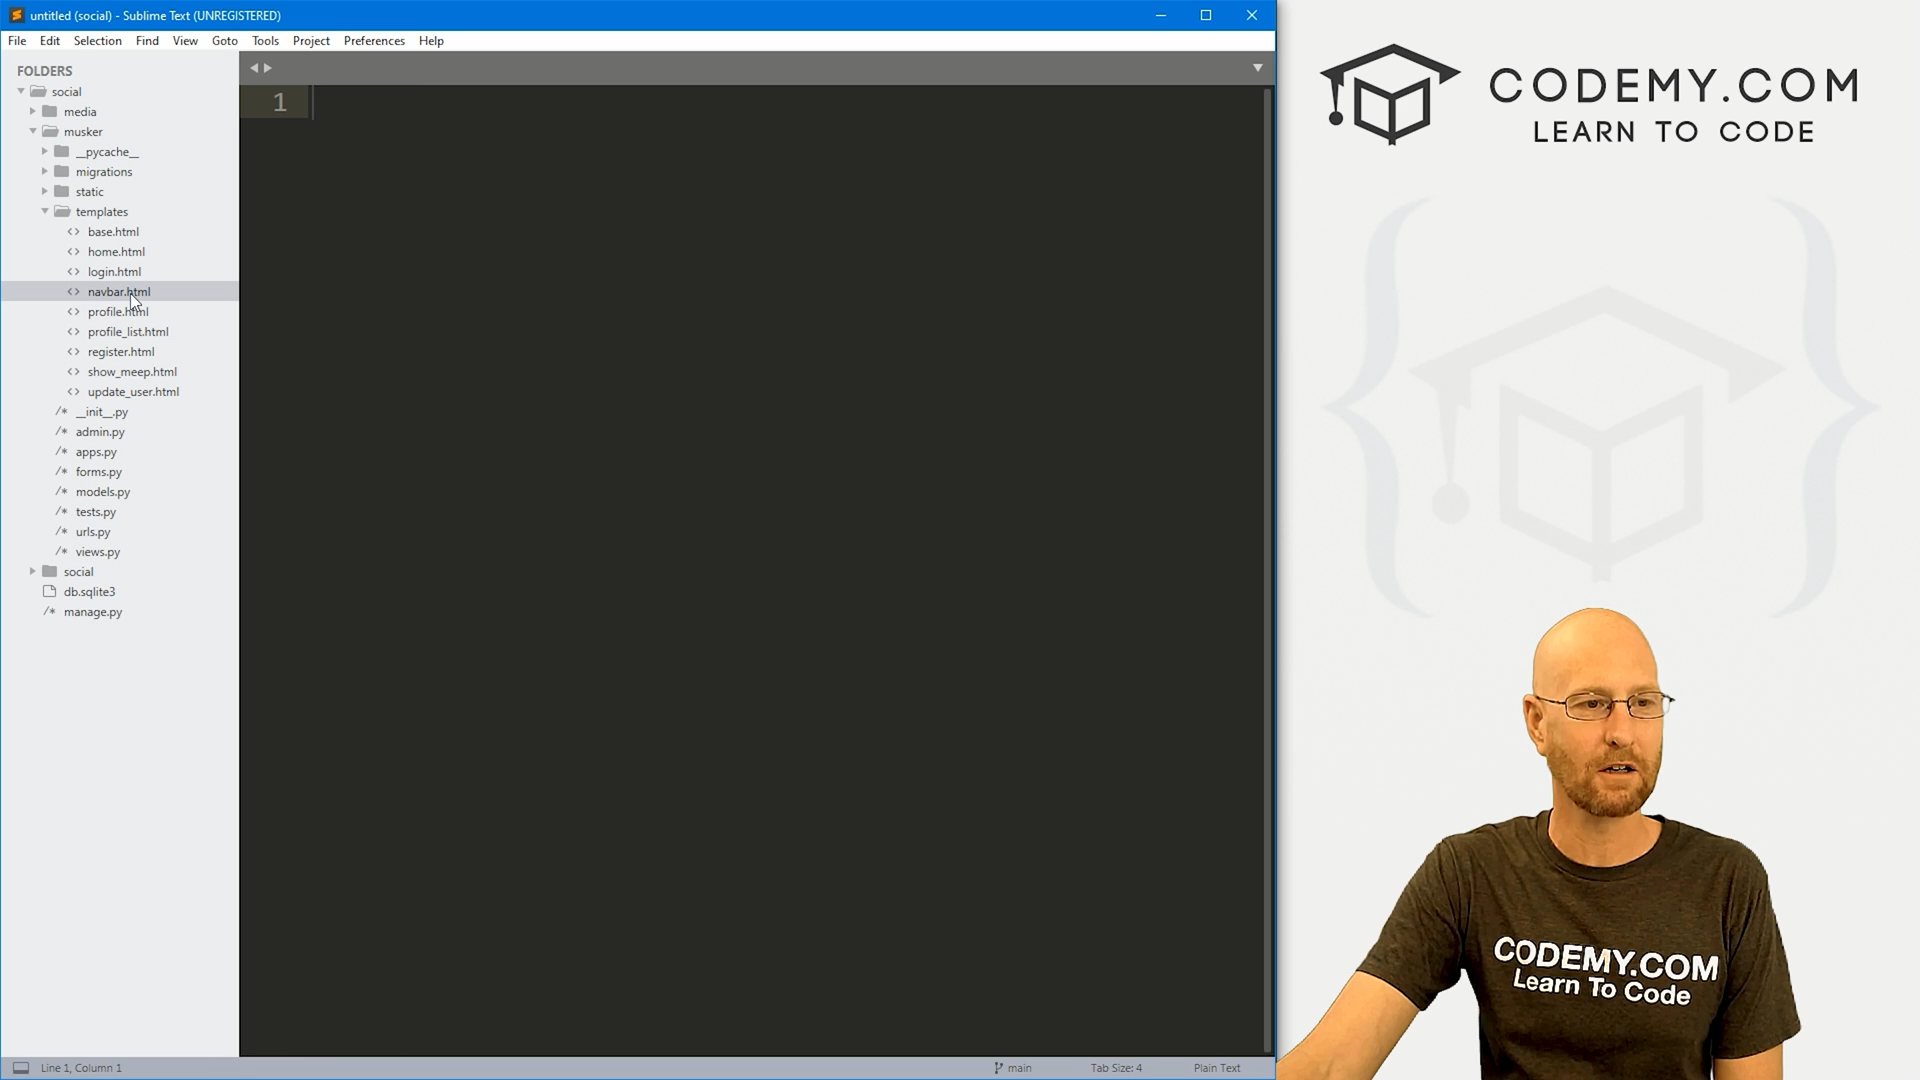 untitled (social) - Sublime Text (UNREGISTERED)
File Edit Selection Find View Goto Tools Project Preferences Help
FOLDERS
social
media
musker
__pycache__
migrations
static
templates
base.html
home.html
login.html
navbar.html
profile.html
profile_list.html
register.html
show_meep.html
update_user.html
__init__.py
admin.py
apps.py
forms.py
models.py
tests.py
urls.py
views.py
social
db.sqlite3
manage.py
1
Line 1, Column 1
main
Tab Size: 4
Plain Text
CODEMY.COM
LEARN TO CODE
CODEMY.COM
Learn To Code